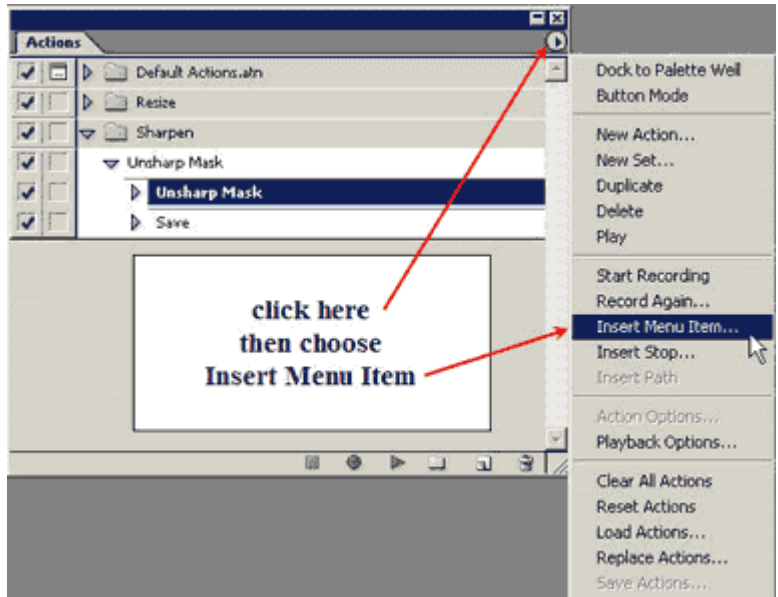 Actions
Default Actions.atn
Resize
Sharpen
Unsharp Mask
Unsharp Mask
Save
click here
then choose
Insert Menu Item
Dock to Palette Well
Button Mode
New Action...
New Set...
Duplicate
Delete
Play
Start Recording
Record Again...
Insert Menu Item...
Insert Stop...
Insert Path
Action Options...
Playback Options...
Clear All Actions
Reset Actions
Load Actions...
Replace Actions...
Save Actions...